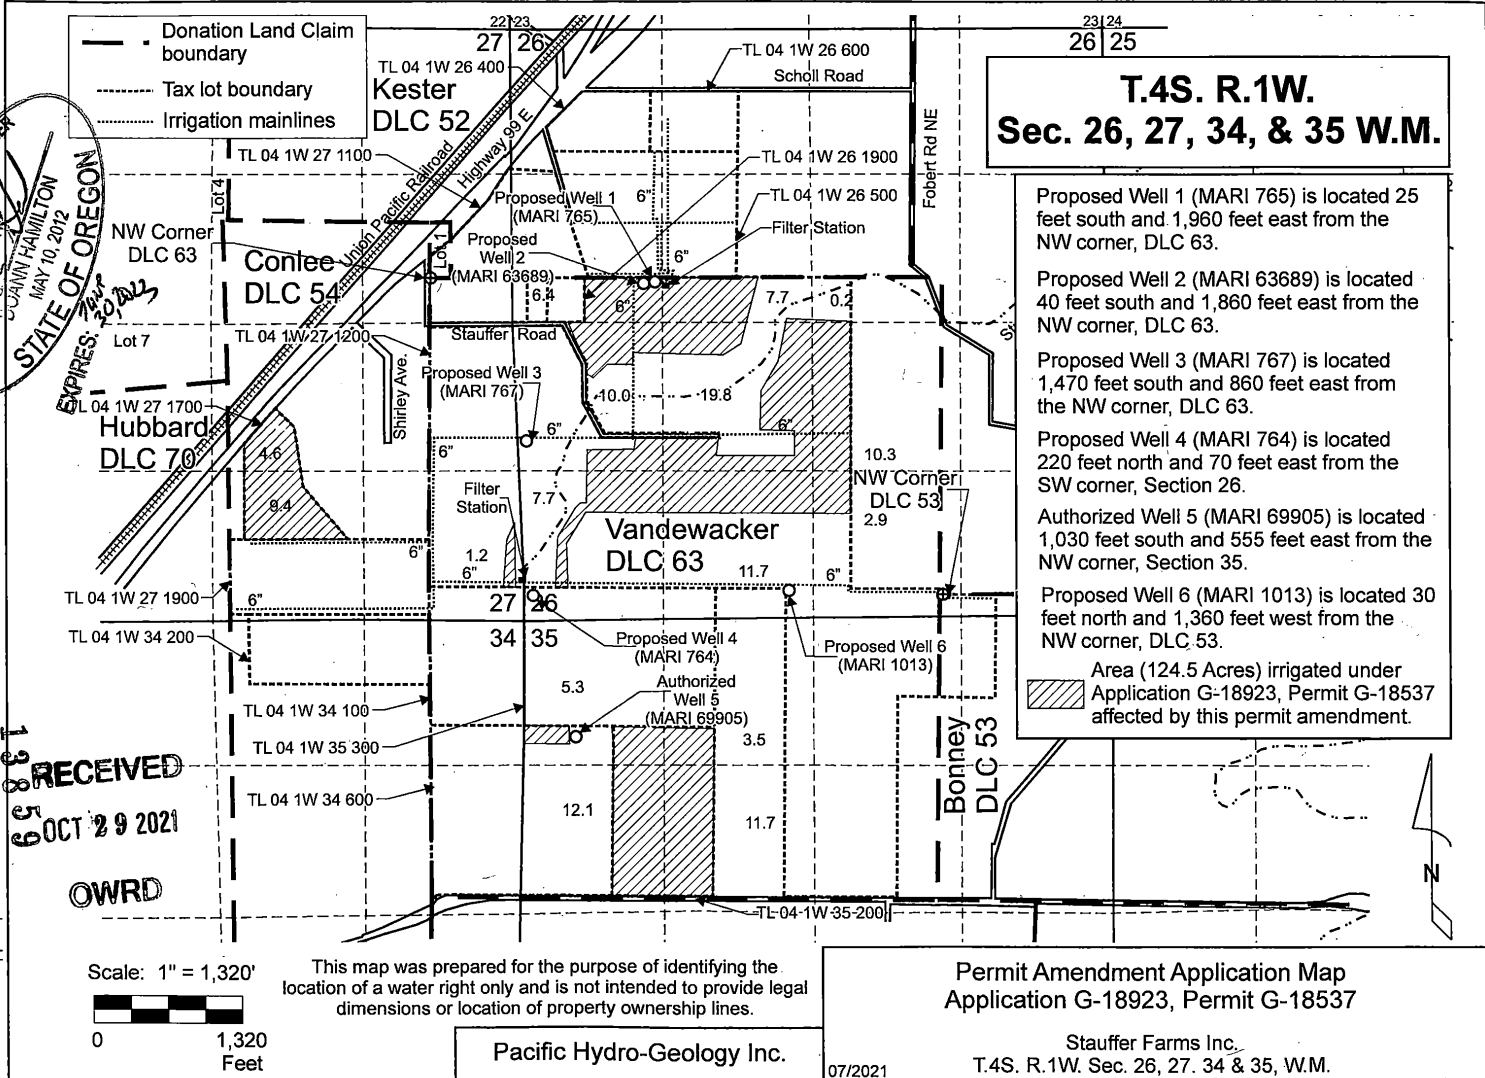 Donation Land Claim
boundary
Tax lot boundary
Irrigation mainlines
22 23
27 26
23 24
26 25
TL 04 1W 26 600
Scholl Road
TL 04 1W 26 400
Kester
DLC 52
T.4S. R.1W.
Sec. 26, 27, 34, & 35 W.M.
Fobert Rd NE
Highway 99 E
Union Pacific Railroad
TL 04 1W 27 1100
TL 04 1W 26 1900
TL 04 1W 26 500
Filter Station
Proposed Well 1
(MARI 765)
Proposed
Well 2
(MARI 63689)
6"
6"
6"
Lot 4
Lot 1
NW Corner
DLC 63
Conlee
DLC 54
HAMILTON
MAY 10, 2012
STATE OF OREGON
EXPIRES:
30, 2023
Lot 7
6.4
7.7
0.2
Stauffer Road
TL 04 1W 27 1200
Shirley Ave.
Proposed Well 3
(MARI 767)
10.0
19.8
TL 04 1W 27 1700
Hubbard
DLC 70
4.6
9.4
6"
6"
6"
10.3
NW Corner
DLC 53
2.9
Filter
Station
7.7
Vandewacker
DLC 63
1.2
6"
11.7
6"
6"
6"
TL 04 1W 27 1900
TL 04 1W 34 200
27 26
34 35
Proposed Well 4
(MARI 764)
Proposed Well 6
(MARI 1013)
5.3
Authorized
Well 5
(MARI 69905)
TL 04 1W 34 100
TL 04 1W 35 300
TL 04 1W 34 600
3.5
12.1
11.7
Bonney
DLC 53
TL 04 1W 35 200
Proposed Well 1 (MARI 765) is located 25
feet south and 1,960 feet east from the
NW corner, DLC 63.
Proposed Well 2 (MARI 63689) is located
40 feet south and 1,860 feet east from the
NW corner, DLC 63.
Proposed Well 3 (MARI 767) is located
1,470 feet south and 860 feet east from
the NW corner, DLC 63.
Proposed Well 4 (MARI 764) is located
220 feet north and 70 feet east from the
SW corner, Section 26.
Authorized Well 5 (MARI 69905) is located
1,030 feet south and 555 feet east from the
NW corner, Section 35.
Proposed Well 6 (MARI 1013) is located 30
feet north and 1,360 feet west from the
NW corner, DLC 53.
Area (124.5 Acres) irrigated under
Application G-18923, Permit G-18537
affected by this permit amendment.
13859
RECEIVED
OCT 29 2021
OWRD
N
Scale: 1" = 1,320'
0 1,320
Feet
This map was prepared for the purpose of identifying the
location of a water right only and is not intended to provide legal
dimensions or location of property ownership lines.
Pacific Hydro-Geology Inc.
07/2021
Permit Amendment Application Map
Application G-18923, Permit G-18537
Stauffer Farms Inc.
T.4S. R.1W. Sec. 26, 27. 34 & 35, W.M.